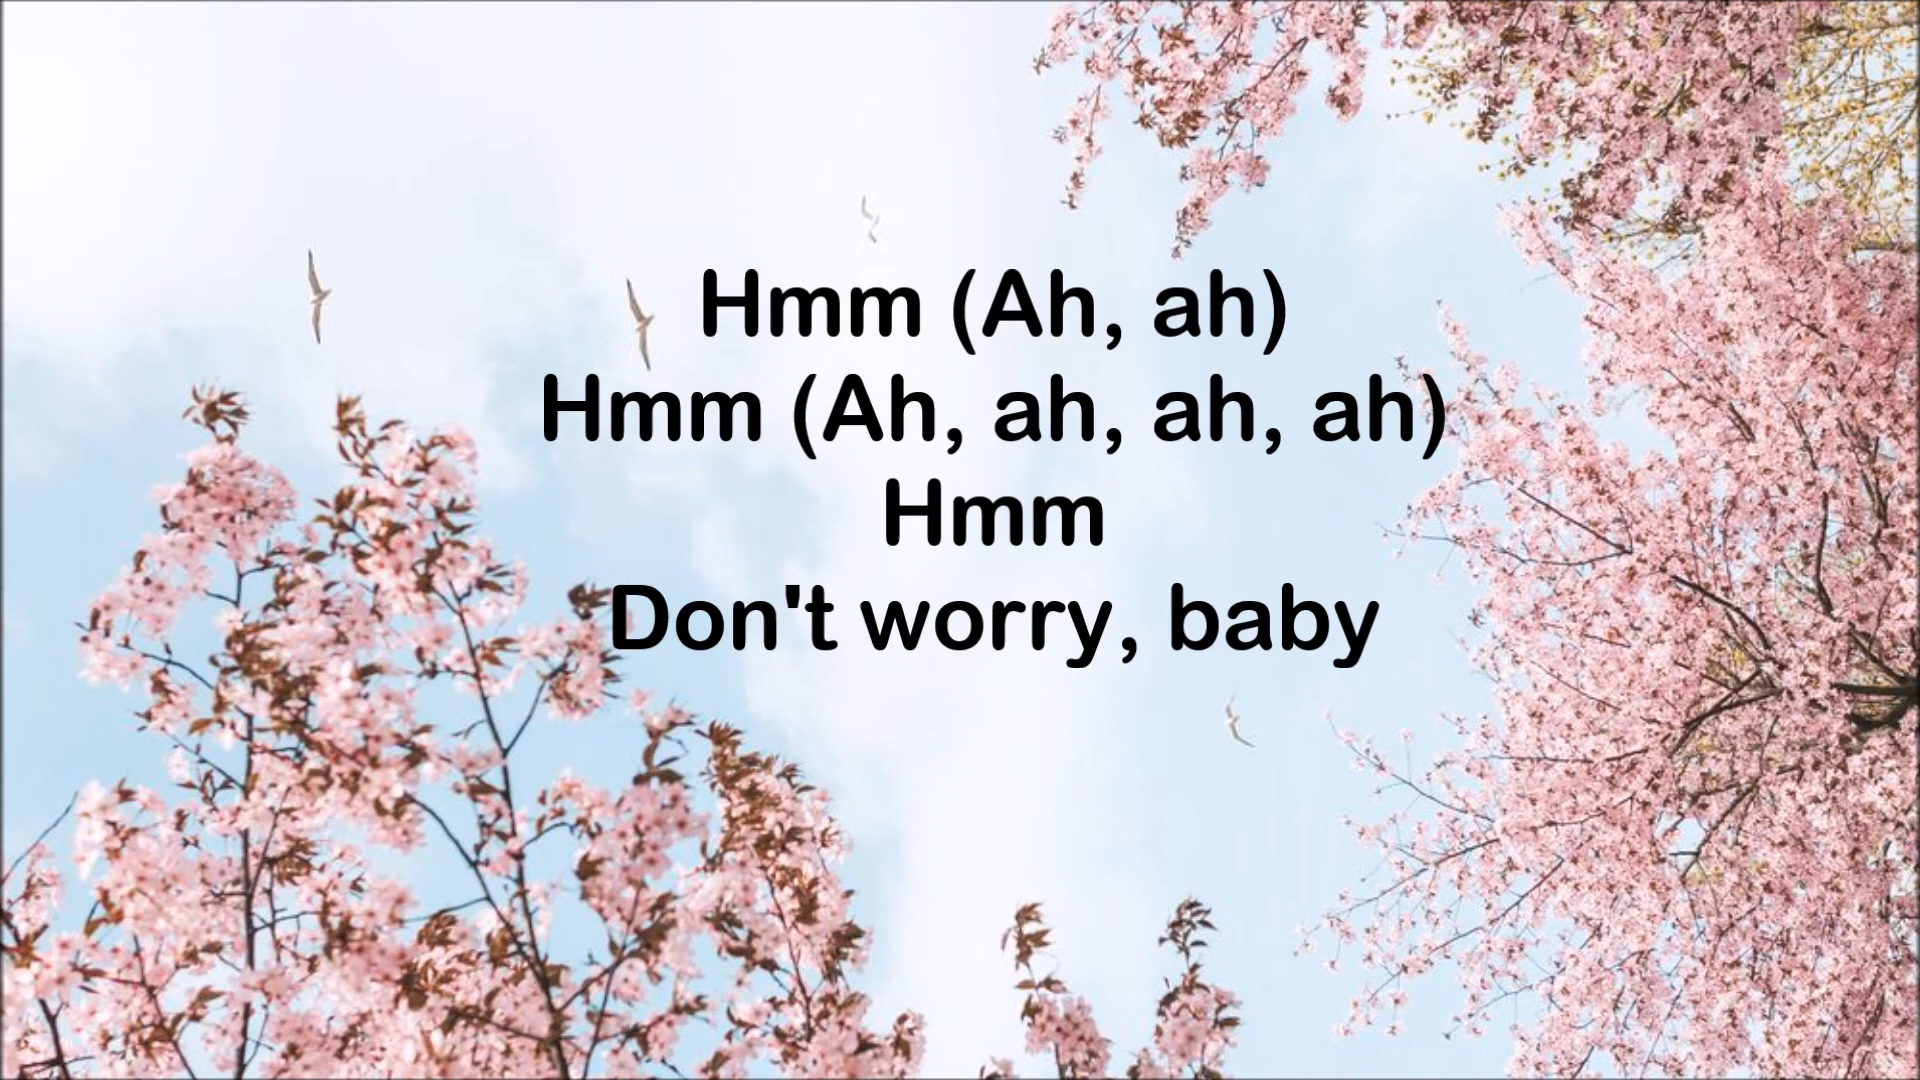 Hmm (Ah, ah)
Hmm (Ah, ah, ah, ah)
Hmm
Don't worry, baby